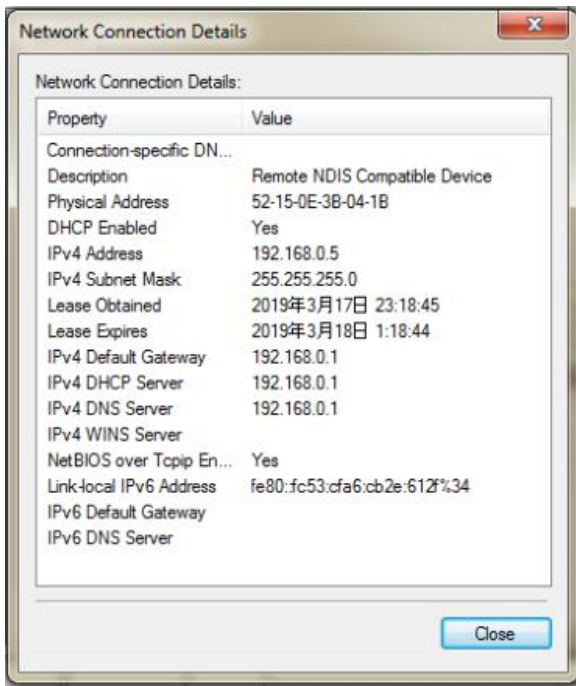 Network Connection Details
Network Connection Details:
Property Value
Connection-specific DN...
Description Remote NDIS Compatible Device
Physical Address 52-15-0E-3B-04-1B
DHCP Enabled Yes
IPv4 Address 192.168.0.5
IPv4 Subnet Mask 255.255.255.0
Lease Obtained 2019年3月17日 23:18:45
Lease Expires 2019年3月18日 1:18:44
IPv4 Default Gateway 192.168.0.1
IPv4 DHCP Server 192.168.0.1
IPv4 DNS Server 192.168.0.1
IPv4 WINS Server
NetBIOS over Tcpip En... Yes
Link-local IPv6 Address fe80::fc53:cfa6:cb2e:612f%34
IPv6 Default Gateway
IPv6 DNS Server
Close